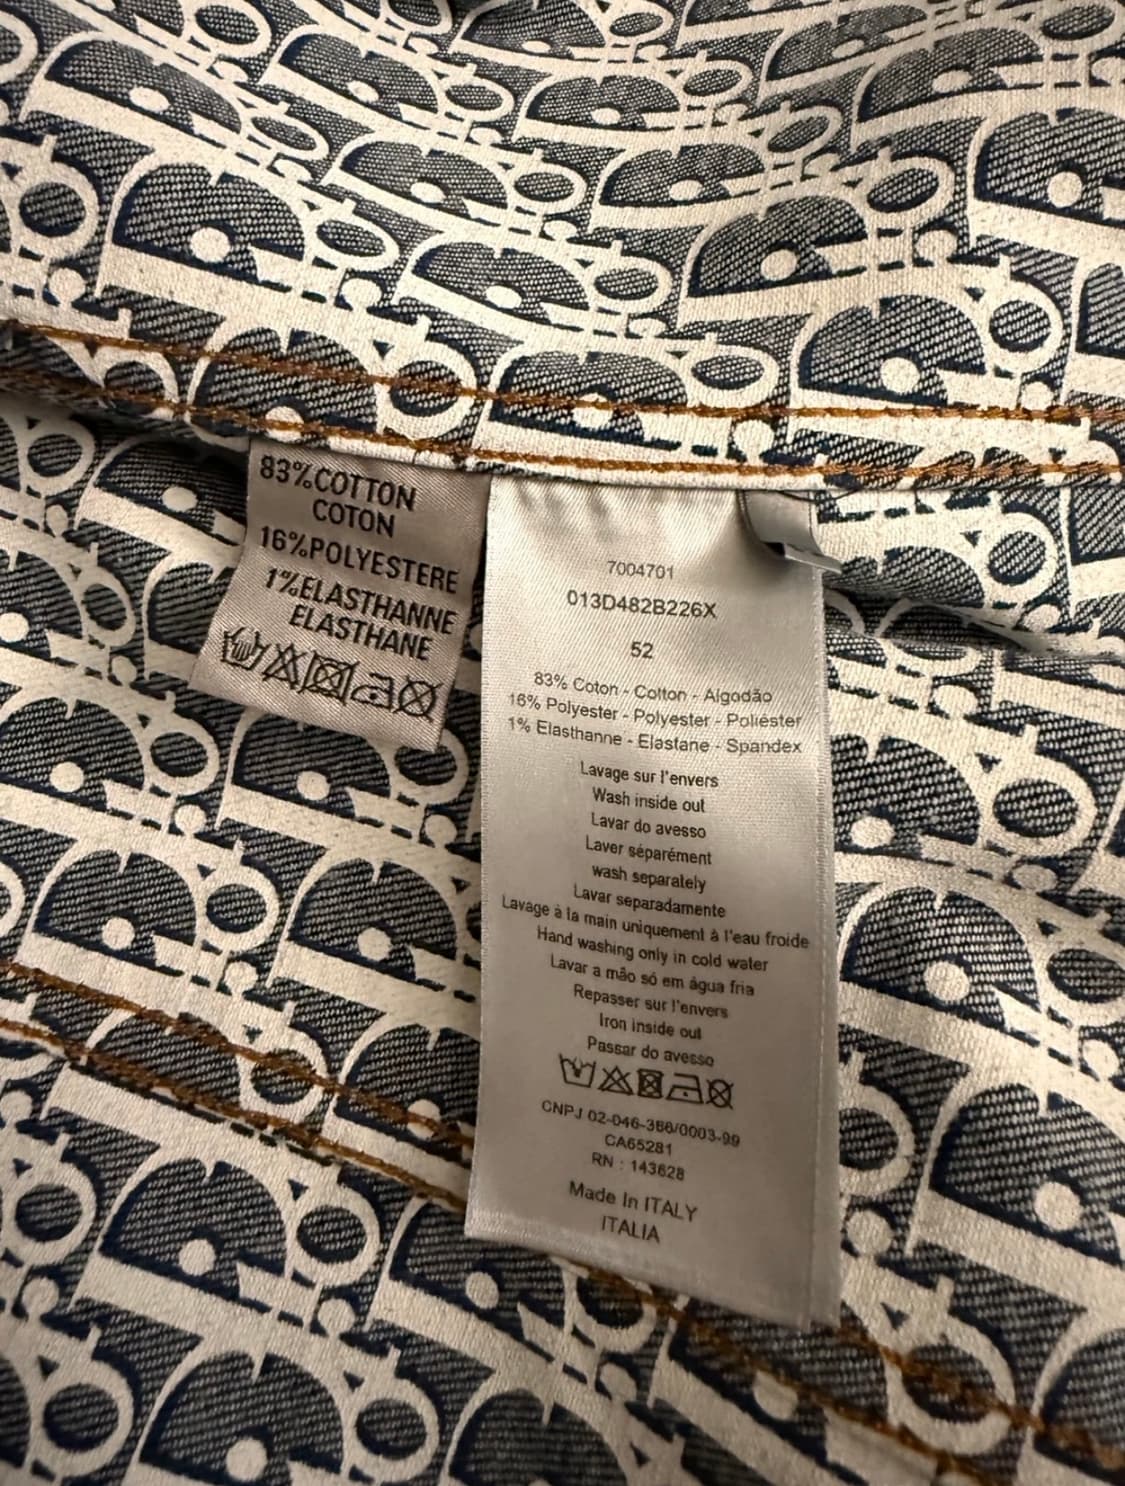 83%COTTON
COTON
16%POLYESTERE
1%ELASTHANNE
ELASTHANE
7004701
013D482B226X
52
83% Coton - Cotton - Algodão
16% Polyester - Polyester - Poliéster
1% Elasthanne - Elastane - Spandex
Lavage sur l'envers
Wash inside out
Lavar do avesso
Laver séparément
wash separately
Lavar separadamente
Lavage à la main uniquement à l'eau froide
Hand washing only in cold water
Lavar a mão só em água fria
Repasser sur l'envers
Iron inside out
Passar do avesso
CNPJ 02-046-386/0003-99
CA65281
RN : 143628
Made In ITALY
ITALIA